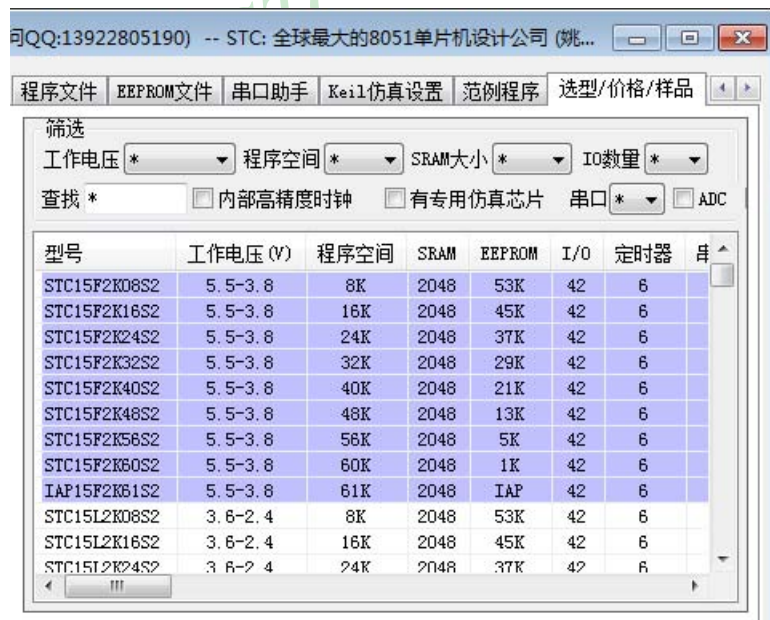 问QQ:13922805190) -- STC: 全球最大的8051单片机设计公司 (姚...
程序文件 EEPROM文件 串口助手 Keil仿真设置 范例程序 选型/价格/样品
筛选
工作电压 * 程序空间 * SRAM大小 * IO数量 *
查找 * 内部高精度时钟 有专用仿真芯片 串口 * ADC
型号 工作电压(V) 程序空间 SRAM EEPROM I/O 定时器 串
STC15F2K08S2 5.5-3.8 8K 2048 53K 42 6
STC15F2K16S2 5.5-3.8 16K 2048 45K 42 6
STC15F2K24S2 5.5-3.8 24K 2048 37K 42 6
STC15F2K32S2 5.5-3.8 32K 2048 29K 42 6
STC15F2K40S2 5.5-3.8 40K 2048 21K 42 6
STC15F2K48S2 5.5-3.8 48K 2048 13K 42 6
STC15F2K56S2 5.5-3.8 56K 2048 5K 42 6
STC15F2K60S2 5.5-3.8 60K 2048 1K 42 6
IAP15F2K61S2 5.5-3.8 61K 2048 IAP 42 6
STC15L2K08S2 3.6-2.4 8K 2048 53K 42 6
STC15L2K16S2 3.6-2.4 16K 2048 45K 42 6
STC15L2K24S2 3.6-2.4 24K 2048 37K 42 6